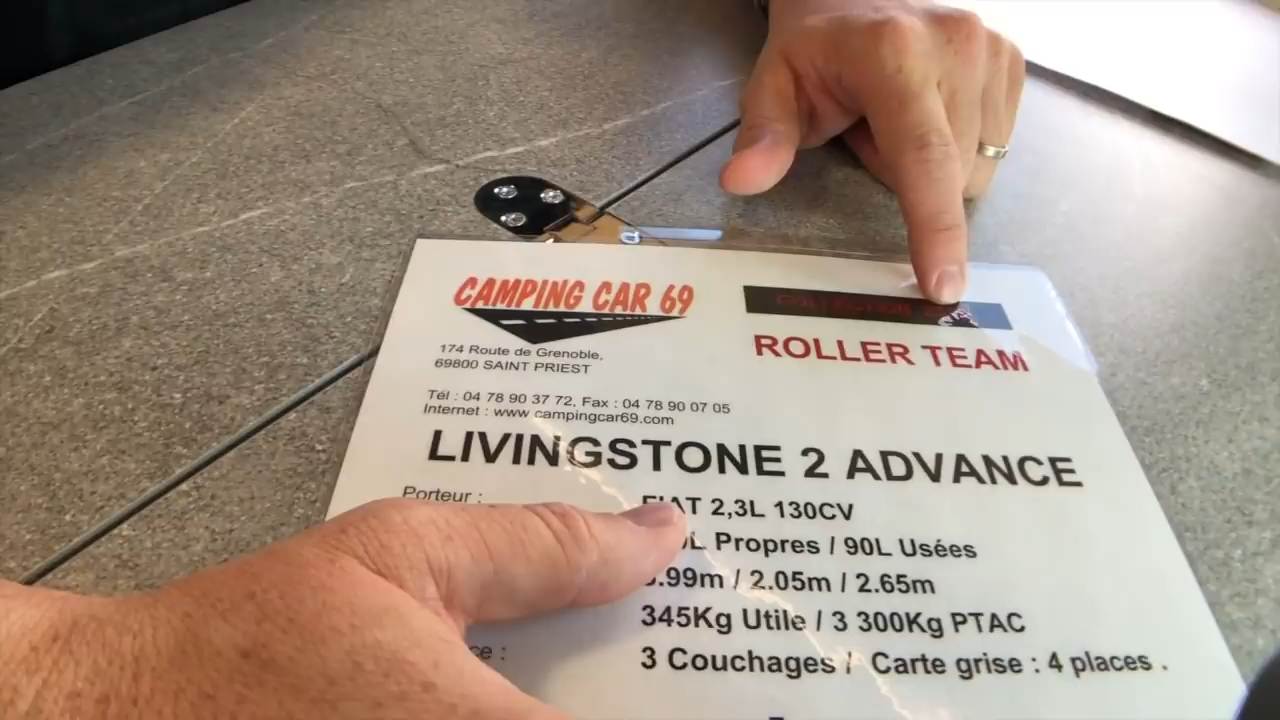 CAMPING CAR 69
174 Route de Grenoble,
69800 SAINT PRIEST
ROLLER TEAM
Tél : 04 78 90 37 72, Fax : 04 78 90 07 05
Internet : www.campingcar69.com
LIVINGSTONE 2 ADVANCE
Porteur : FIAT 2,3L 130CV
Propres / 90L Usées
.99m / 2.05m / 2.65m
345Kg Utile / 3 300Kg PTAC
3 Couchages / Carte grise : 4 places .